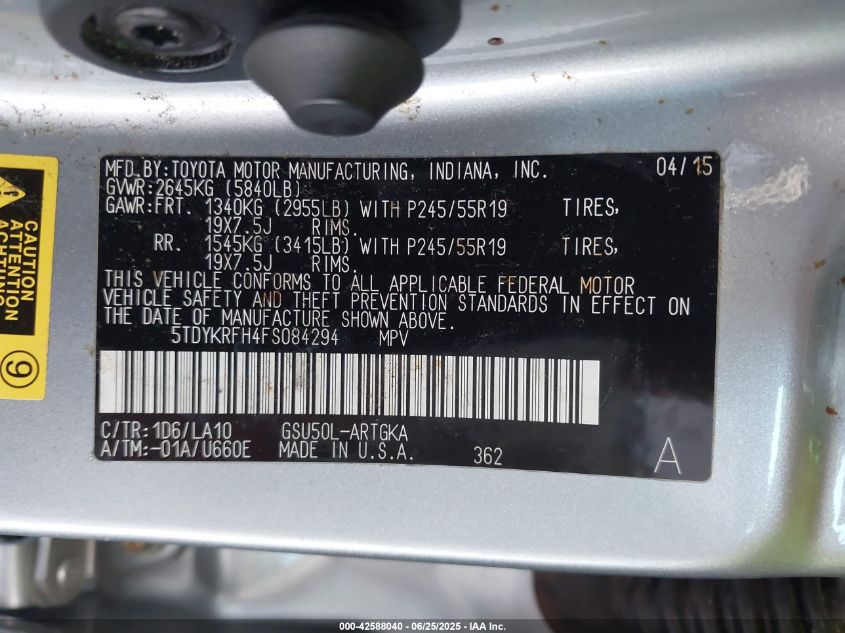 MFD.BY:TOYOTA MOTOR MANUFACTURING, INDIANA, INC. 04/15
GVWR:2645KG (5840LB)
GAWR:FRT. 1340KG (2955LB) WITH P245/55R19 TIRES,
19X7.5J RIMS.
RR. 1545KG (3415LB) WITH P245/55R19 TIRES,
19X7.5J RIMS.
THIS VEHICLE CONFORMS TO ALL APPLICABLE FEDERAL MOTOR
VEHICLE SAFETY AND THEFT PREVENTION STANDARDS IN EFFECT ON
THE DATE OF MANUFACTURE SHOWN ABOVE.
5TDYKRFH4FS084294 MPV
C/TR:1D6/LA10 GSU50L-ARTGKA
A/TM:-01A/U660E MADE IN U.S.A. 362 A
CAUTION
ATTENTION
ACHTUNG
9
000-42588040 - 06/25/2025 - IAA Inc.